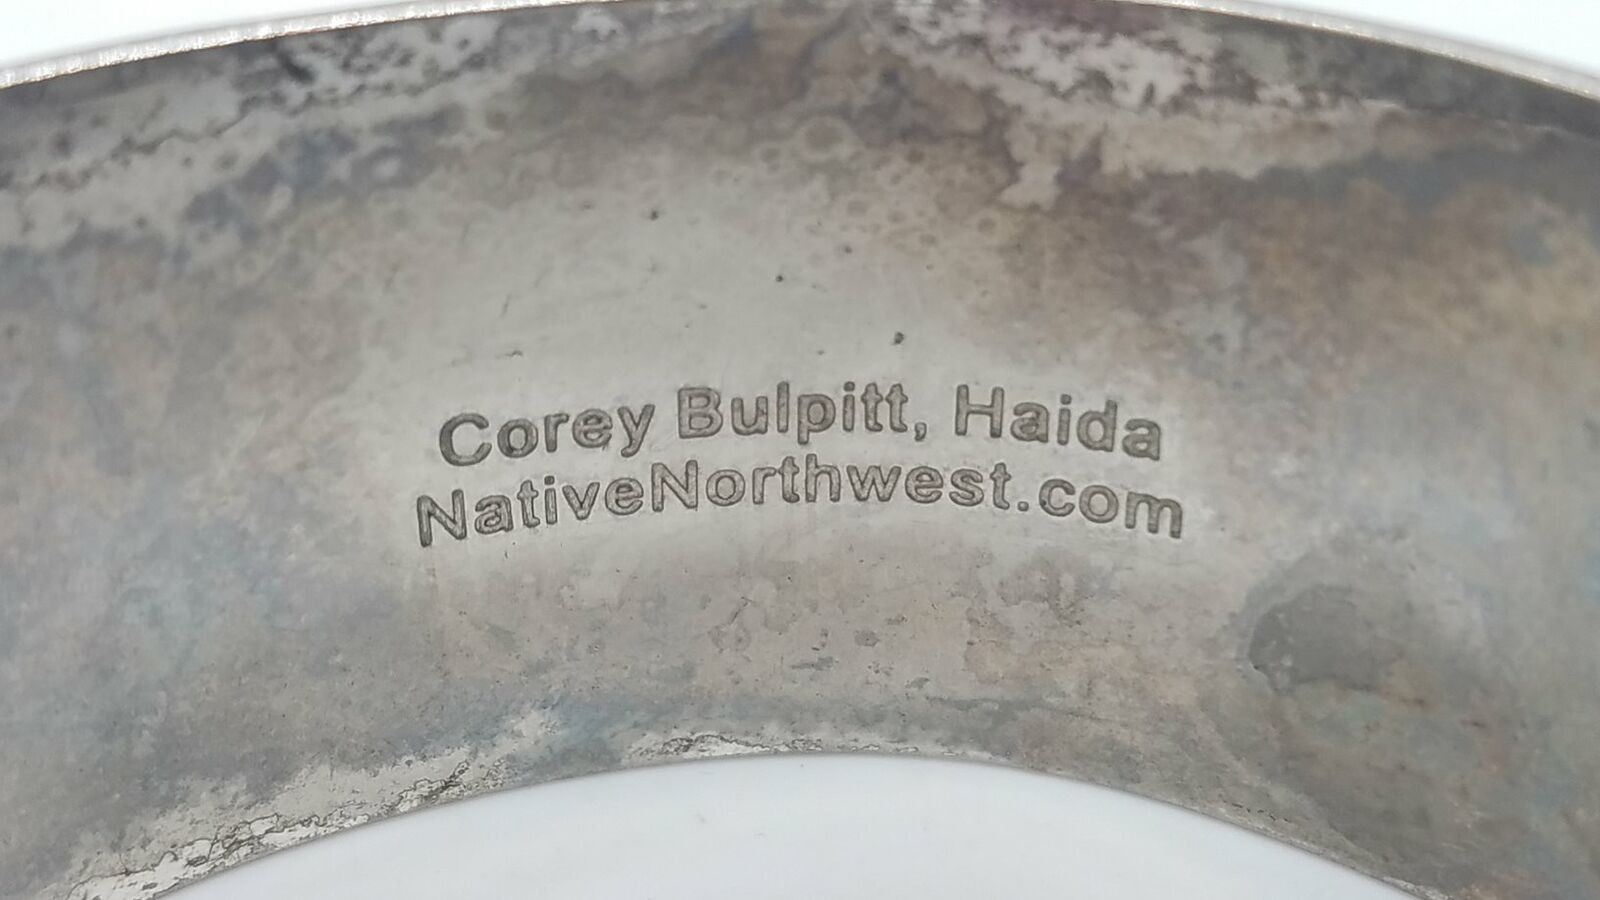 Corey Bulpitt, Haida
NativeNorthwest.com